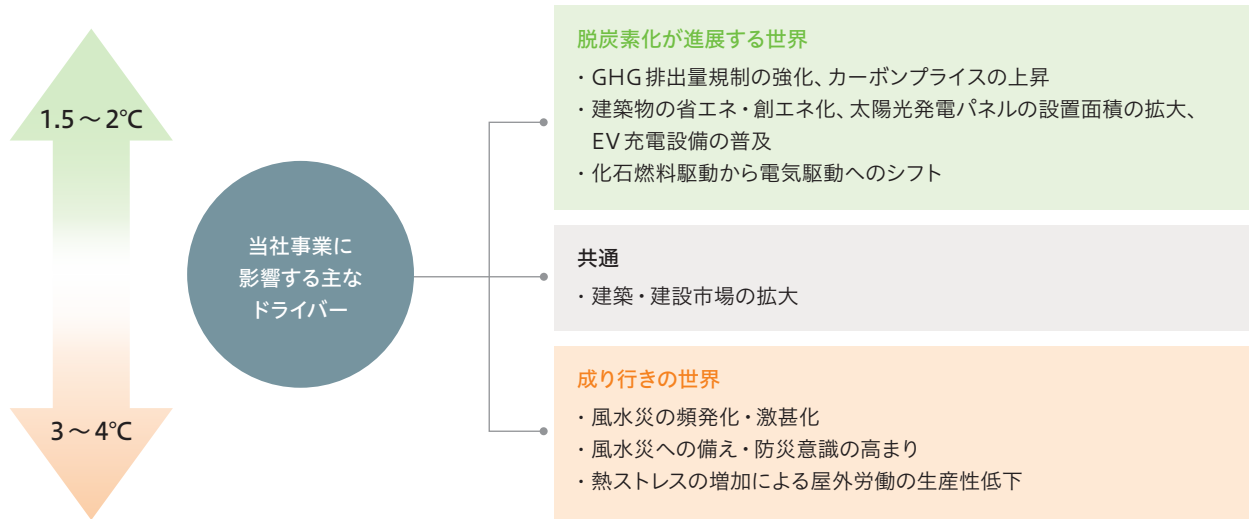 1.5～2℃
3～4℃
当社事業に
影響する主な
ドライバー
脱炭素化が進展する世界
・GHG排出量規制の強化、カーボンプライスの上昇
・建築物の省エネ・創エネ化、太陽光発電パネルの設置面積の拡大、
EV充電設備の普及
・化石燃料駆動から電気駆動へのシフト
共通
・建築・建設市場の拡大
成り行きの世界
・風水災の頻発化・激甚化
・風水災への備え・防災意識の高まり
・熱ストレスの増加による屋外労働の生産性低下